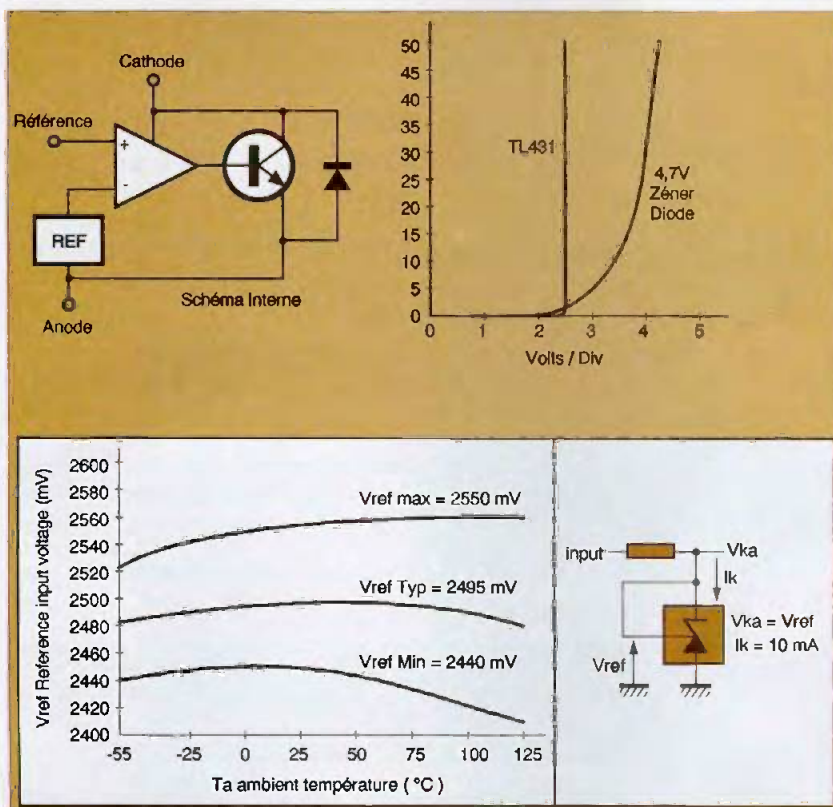 Cathode
Référence
+
-
REF
Anode
Schéma Interne
50
45
40
35
30
25
20
15
10
5
0
TL431
4,7V
Zéner
Diode
0 1 2 3 4 5
Volts / Div
Vref Reference input voltage (mV)
2600
2580
2560
2540
2520
2500
2480
2460
2440
2420
2400
Vref max = 2550 mV
Vref Typ = 2495 mV
Vref Min = 2440 mV
-55 -25 0 25 50 75 100 125
Ta ambient température ( °C )
input
Vka
Ik
Vka = Vref
Ik = 10 mA
Vref